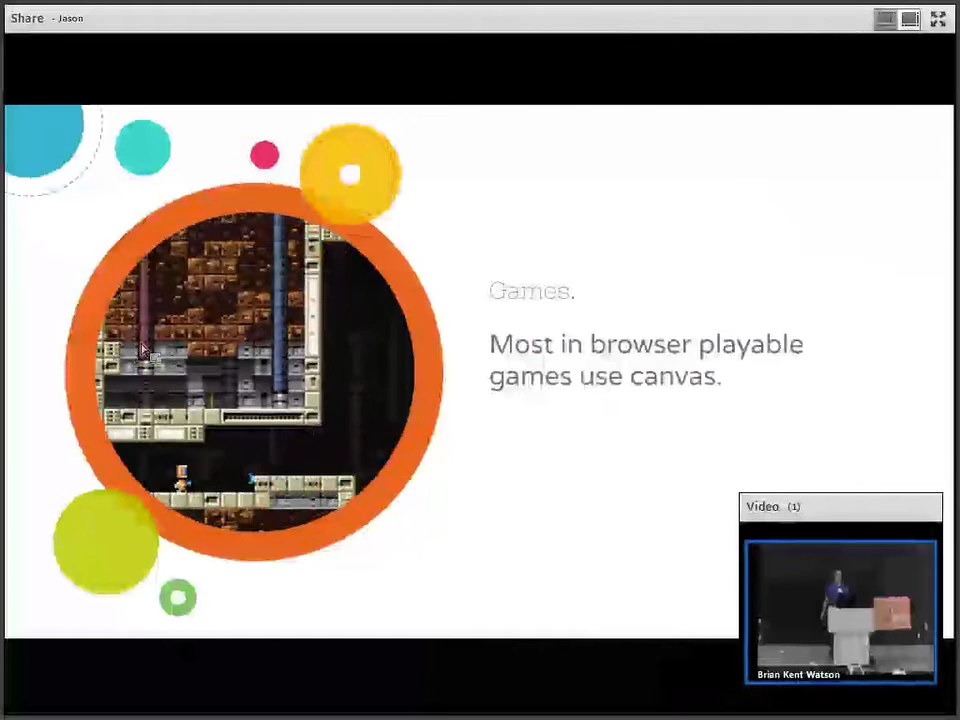 Share - Jason
Games.
Most in browser playable
games use canvas.
Video (1)
Brian Kent Watson